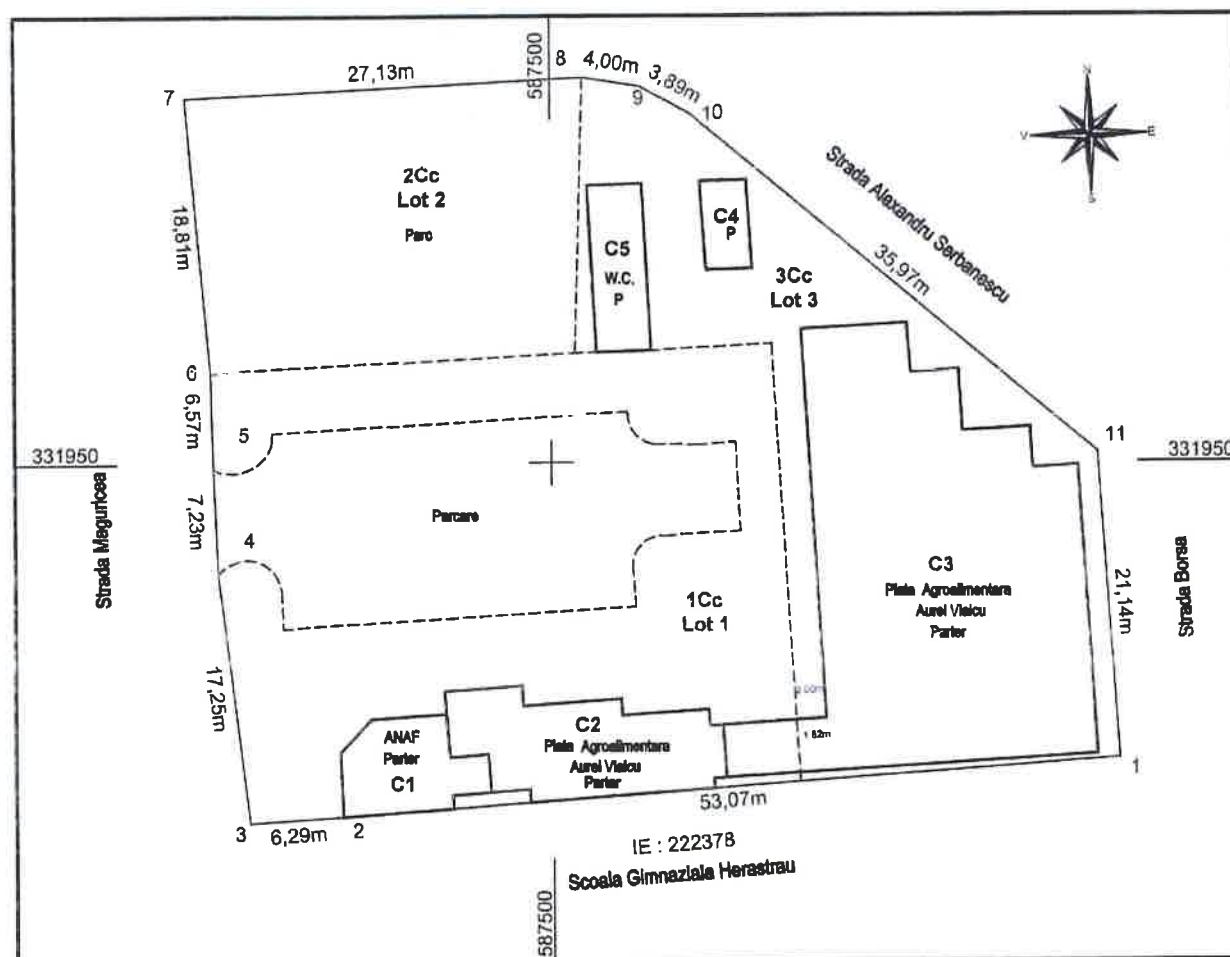 587500
8
4,00m
3,89m
9
10
27,13m
7
N
V
E
S
Strada Alexandru Serbanescu
35,97m
2Cc
Lot 2
Parc
18,81m
C5
W.C.
P
C4
P
3Cc
Lot 3
6
6,57m
5
11
331950
331950
Strada Maguricea
7,23m
4
Parcare
C3
Piata Agroalimentara
Aurel Vlaicu
Parter
21,14m
Strada Borsa
1Cc
Lot 1
17,25m
ANAF
Parter
C1
C2
Piata Agroalimentara
Aurel Vlaicu
Parter
1
3
6,29m
2
53,07m
IE : 222378
Scoala Gimnaziala Herastrau
587500